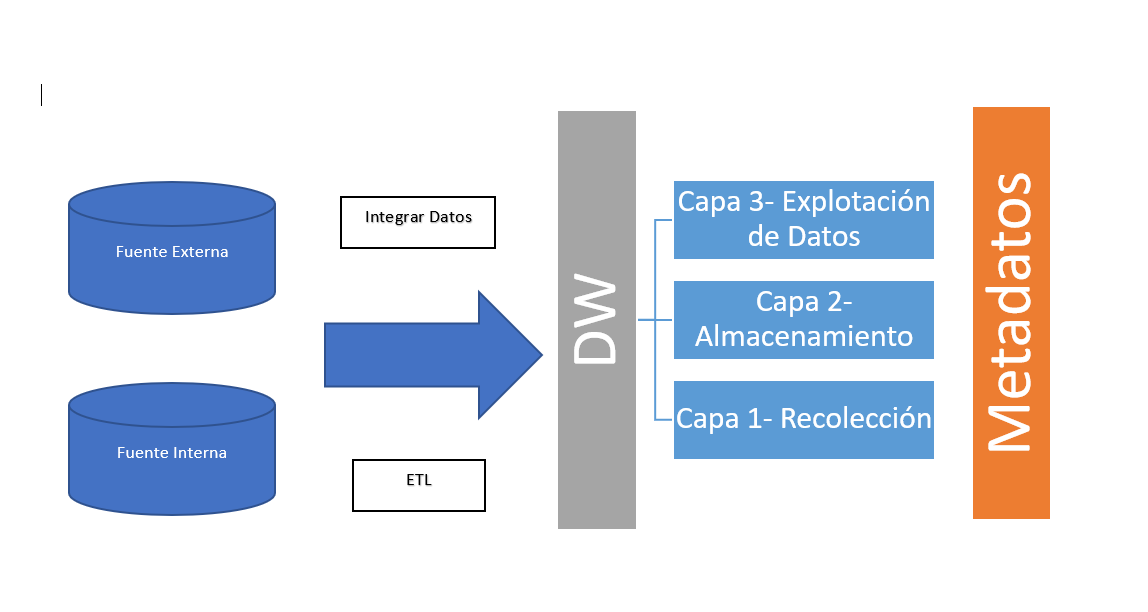 Fuente Externa
Fuente Interna
Integrar Datos
ETL
DW
Capa 3- Explotación
de Datos
Capa 2-
Almacenamiento
Capa 1- Recolección
Metadatos